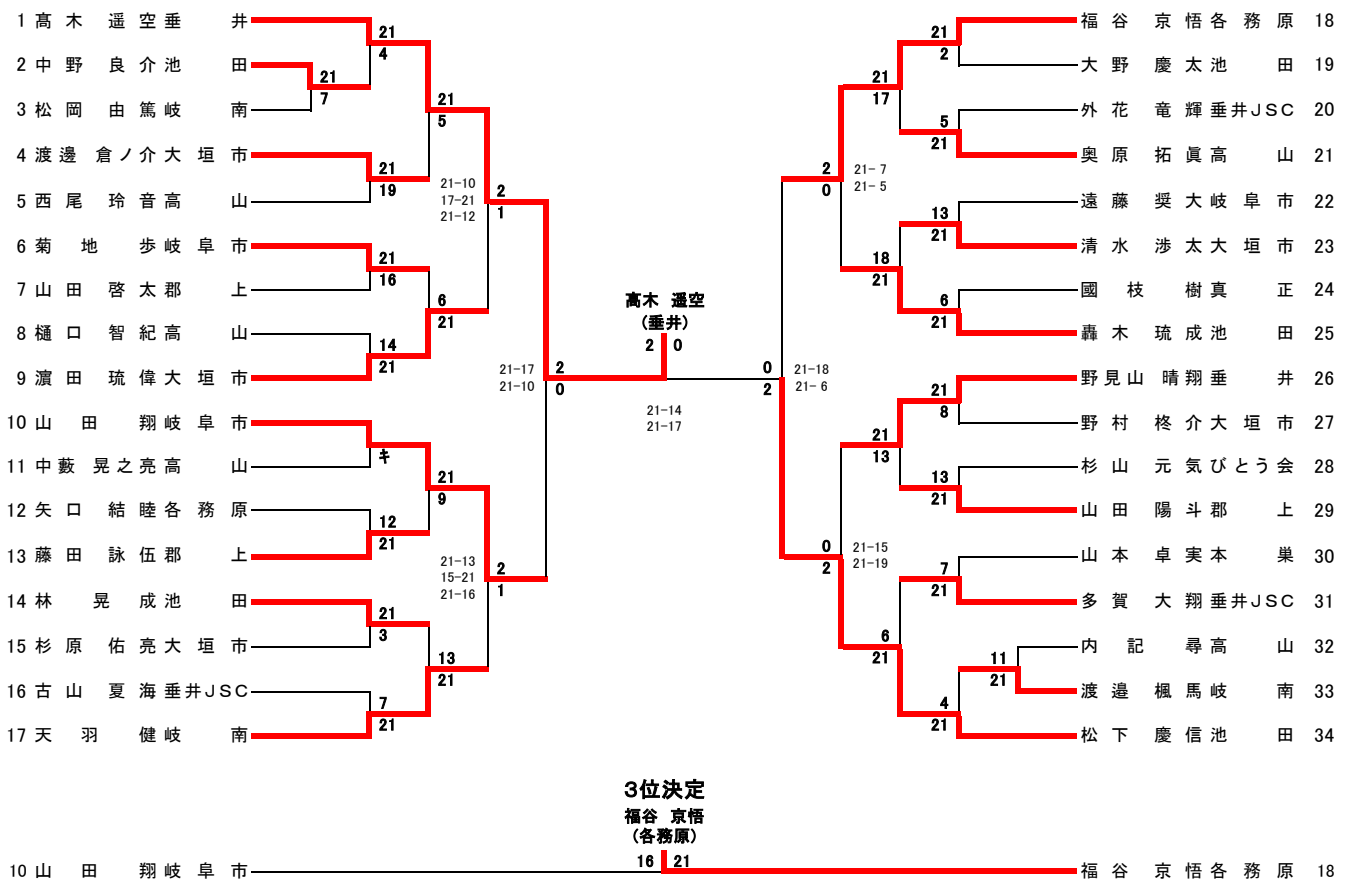 1 髙木 遥空 垂井
2 中野 良介 池田
3 松岡 由篤 岐南
4 渡邊 倉ノ介 大垣市
5 西尾 玲音 高山
6 菊地 歩 岐阜市
7 山田 啓太 郡上
8 樋口 智紀 高山
9 濵田 琉偉 大垣市
10 山田 翔 岐阜市
11 中藪 晃之亮 高山
12 矢口 結睦 各務原
13 藤田 詠伍 郡上
14 林 晃成 池田
15 杉原 佑亮 大垣市
16 古山 夏海 垂井JSC
17 天羽 健 岐南
21
7
21
4
21
19
21
16
14
21
キ
12
21
21
3
7
21
21
5
6
21
21
9
13
21
21-10
17-21
21-12
2
1
21-13
15-21
21-16
2
1
21-17
21-10
2
0
髙木 遥空
(垂井)
2 0
21-14
21-17
0
2
21-18
21- 6
2
0
21- 7
21- 5
0
2
21-15
21-19
21
17
18
21
21
13
6
21
21
2
5
21
13
21
6
21
21
8
13
21
7
21
11
21
4
21
福谷 京悟 各務原 18
大野 慶太 池田 19
外花 竜輝 垂井JSC 20
奥原 拓眞 高山 21
遠藤 奨大 岐阜市 22
清水 渉太 大垣市 23
國枝 樹 真正 24
轟木 琉成 池田 25
野見山 晴翔 垂井 26
野村 柊介 大垣市 27
杉山 元気 びとう会 28
山田 陽斗 郡上 29
山本 卓実 本巣 30
多賀 大翔 垂井JSC 31
内記 尋 高山 32
渡邉 楓馬 岐南 33
松下 慶信 池田 34
3位決定
福谷 京悟
(各務原)
16 21
10 山田 翔 岐阜市
福谷 京悟 各務原 18